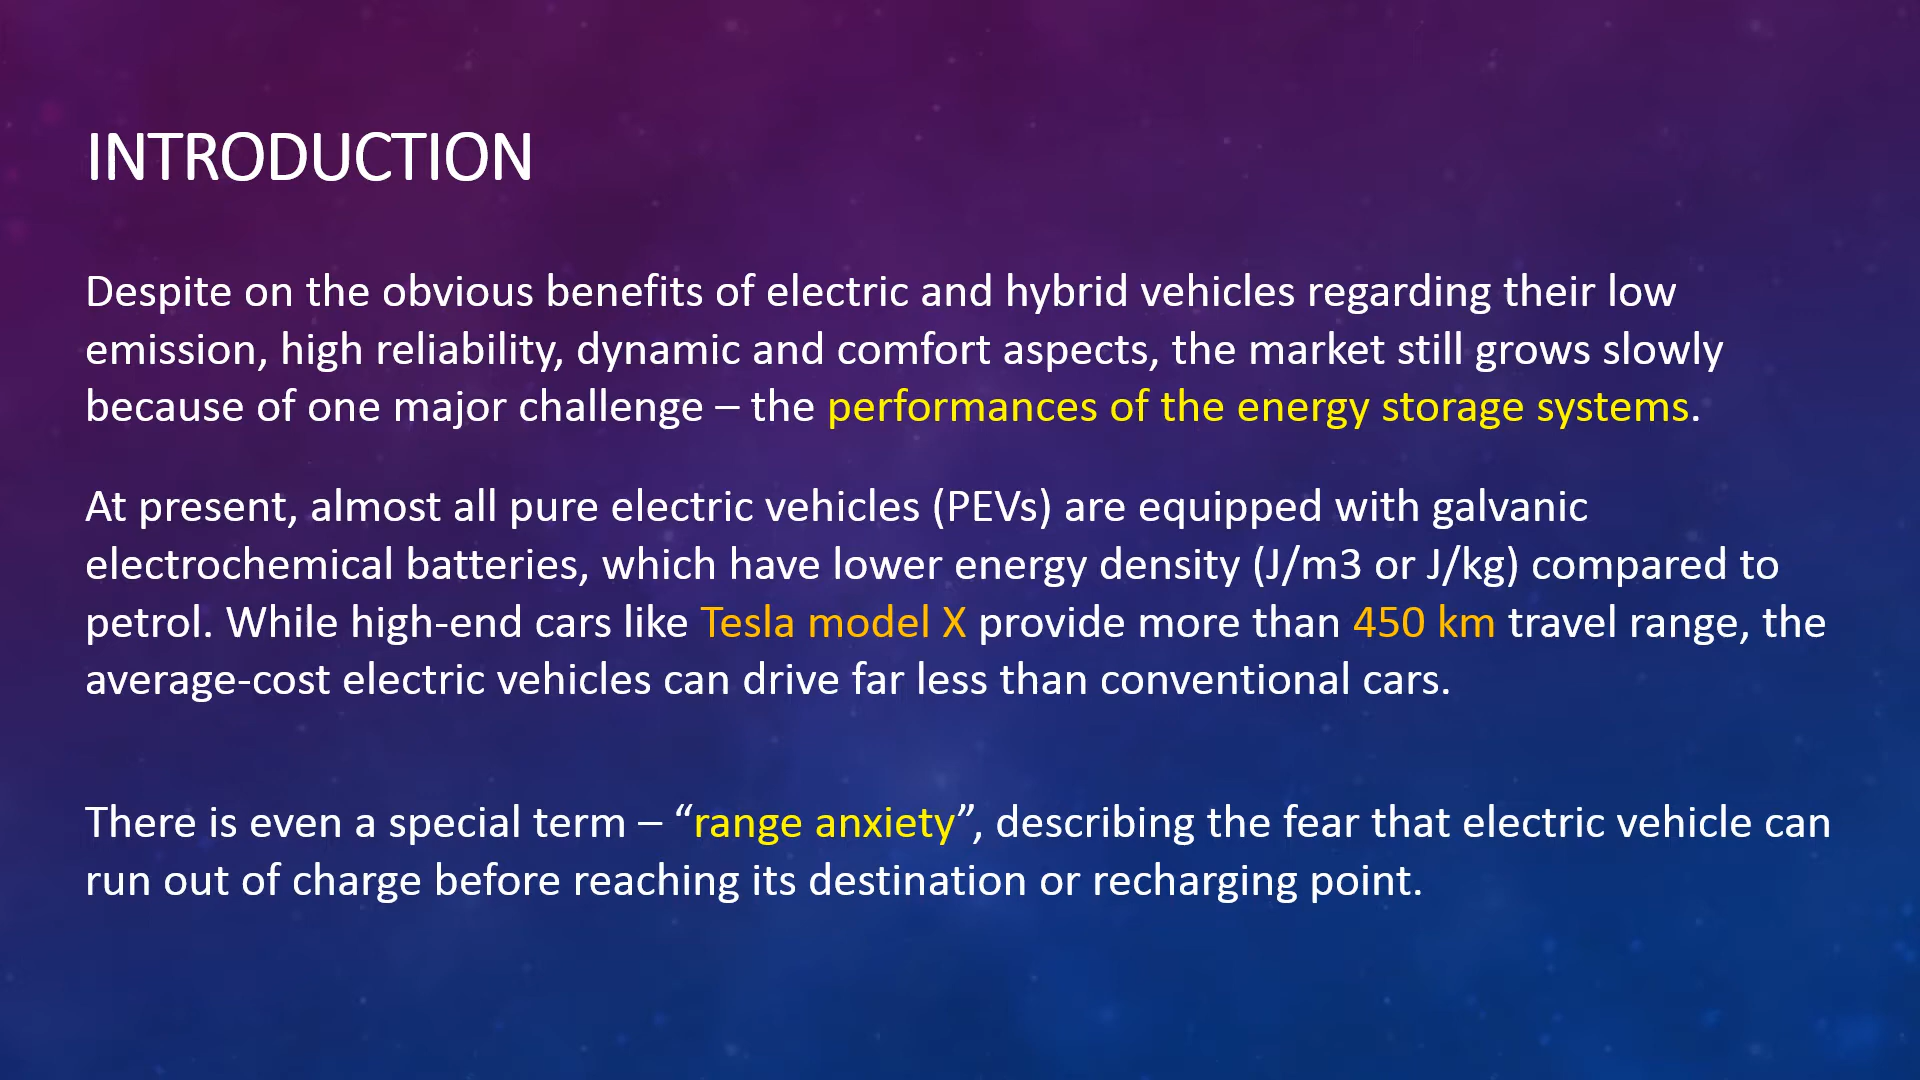 INTRODUCTION
Despite on the obvious benefits of electric and hybrid vehicles regarding their low
emission, high reliability, dynamic and comfort aspects, the market still grows slowly
because of one major challenge – the performances of the energy storage systems.
At present, almost all pure electric vehicles (PEVs) are equipped with galvanic
electrochemical batteries, which have lower energy density (J/m3 or J/kg) compared to
petrol. While high-end cars like Tesla model X provide more than 450 km travel range, the
average-cost electric vehicles can drive far less than conventional cars.
There is even a special term – “range anxiety”, describing the fear that electric vehicle can
run out of charge before reaching its destination or recharging point.